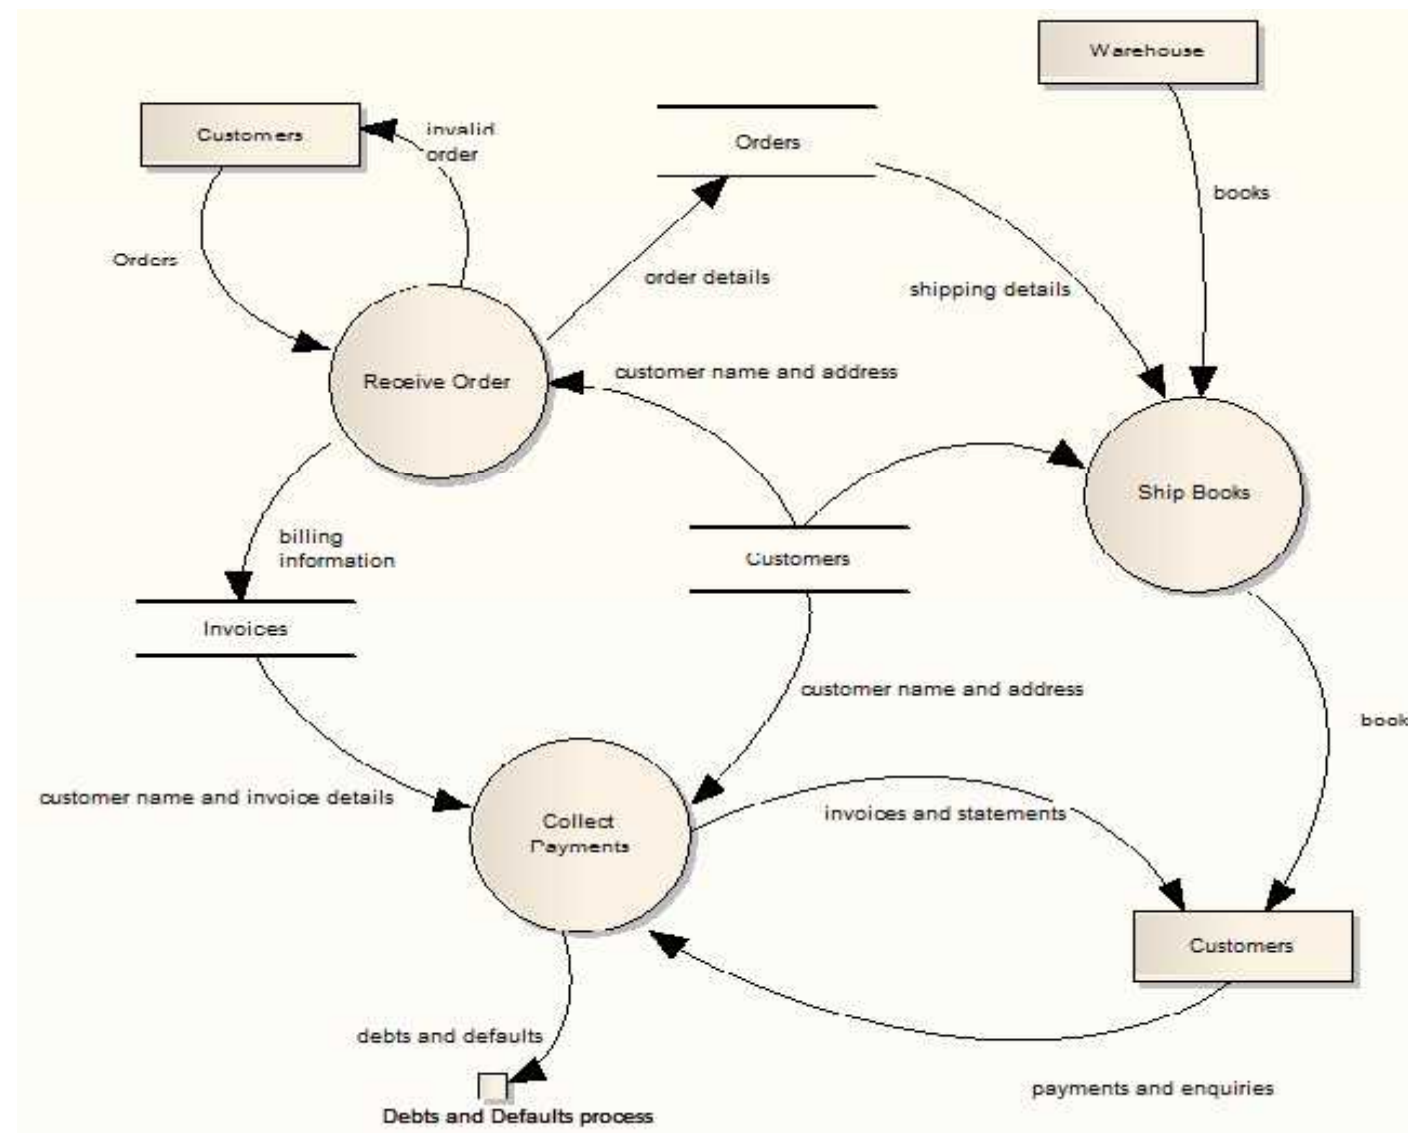 Warehouse
Customers
invalid
order
Orders
books
Orders
order details
shipping details
Receive Order
customer name and address
Ship Books
billing
information
Customers
Invoices
customer name and address
book
customer name and invoice details
invoices and statements
Collect
Payments
Customers
debts and defaults
payments and enquiries
Debts and Defaults process